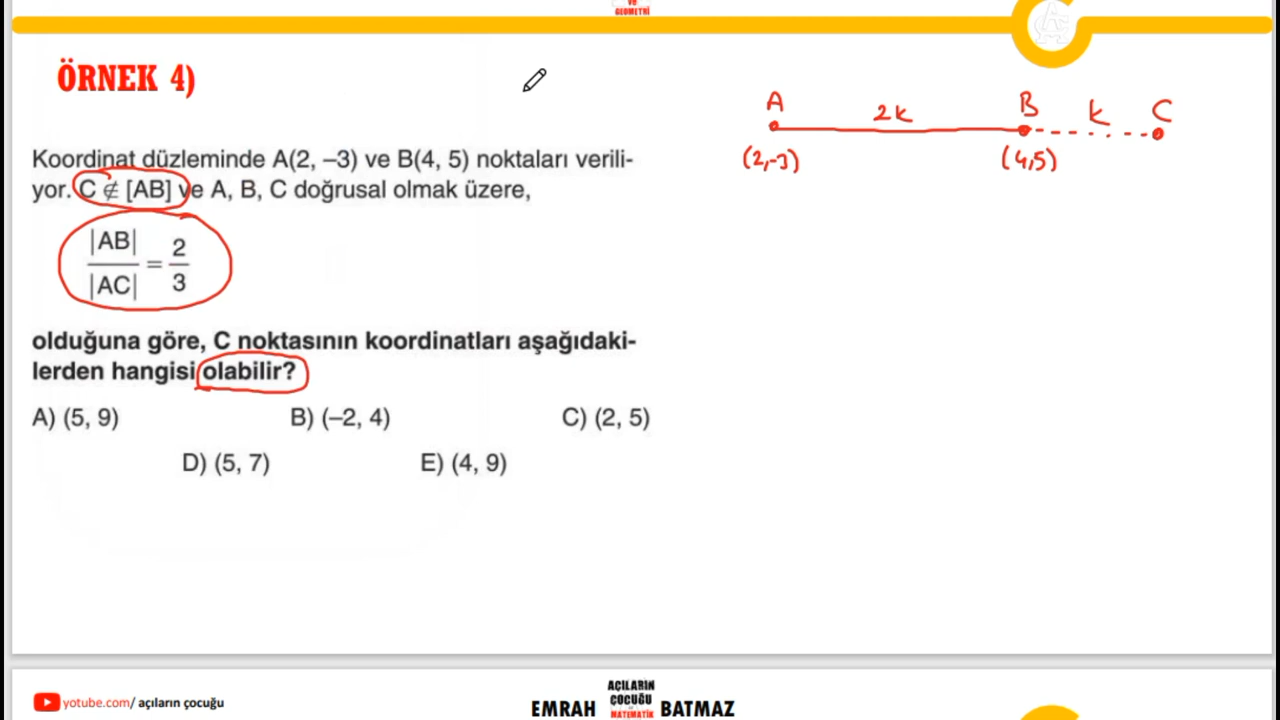 VE
GEOMETRİ
ÖRNEK 4)
Koordinat düzleminde A(2, –3) ve B(4, 5) noktaları verili-
yor. C ∉ [AB] ve A, B, C doğrusal olmak üzere,
|AB|
|AC|
=
2
3
olduğuna göre, C noktasının koordinatları aşağıdaki-
lerden hangisi olabilir?
A) (5, 9) B) (–2, 4) C) (2, 5)
D) (5, 7) E) (4, 9)
A 2k B k C
(2,-3) (4,5)
yotube.com/ açıların çocuğu
EMRAH
AÇILARIN
ÇOCUĞU
MATEMATİK
BATMAZ